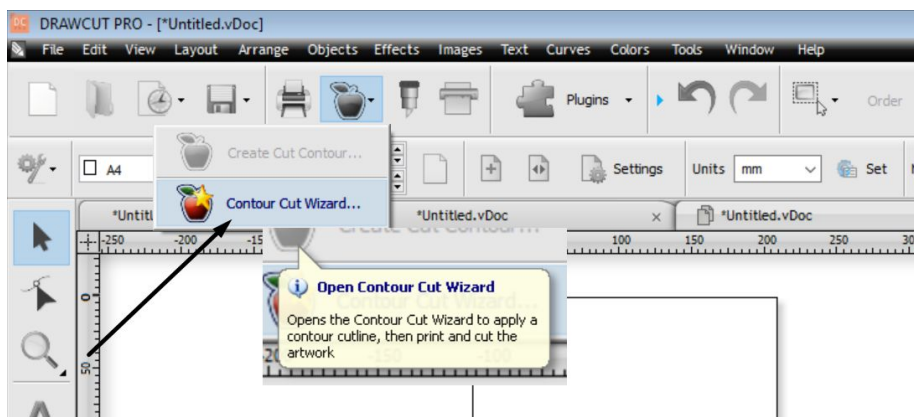 DRAWCUT PRO - [*Untitled.vDoc]
File Edit View Layout Arrange Objects Effects Images Text Curves Colors Tools Window Help
Plugins
Order
Create Cut Contour...
A4
Settings
Units mm
Set
Contour Cut Wizard...
*Untitl
*Untitled.vDoc
*Untitled.vDoc
-250 -200 -15 100 150 200 250 30
0
50
Open Contour Cut Wizard
Opens the Contour Cut Wizard to apply a
contour cutline, then print and cut the
artwork